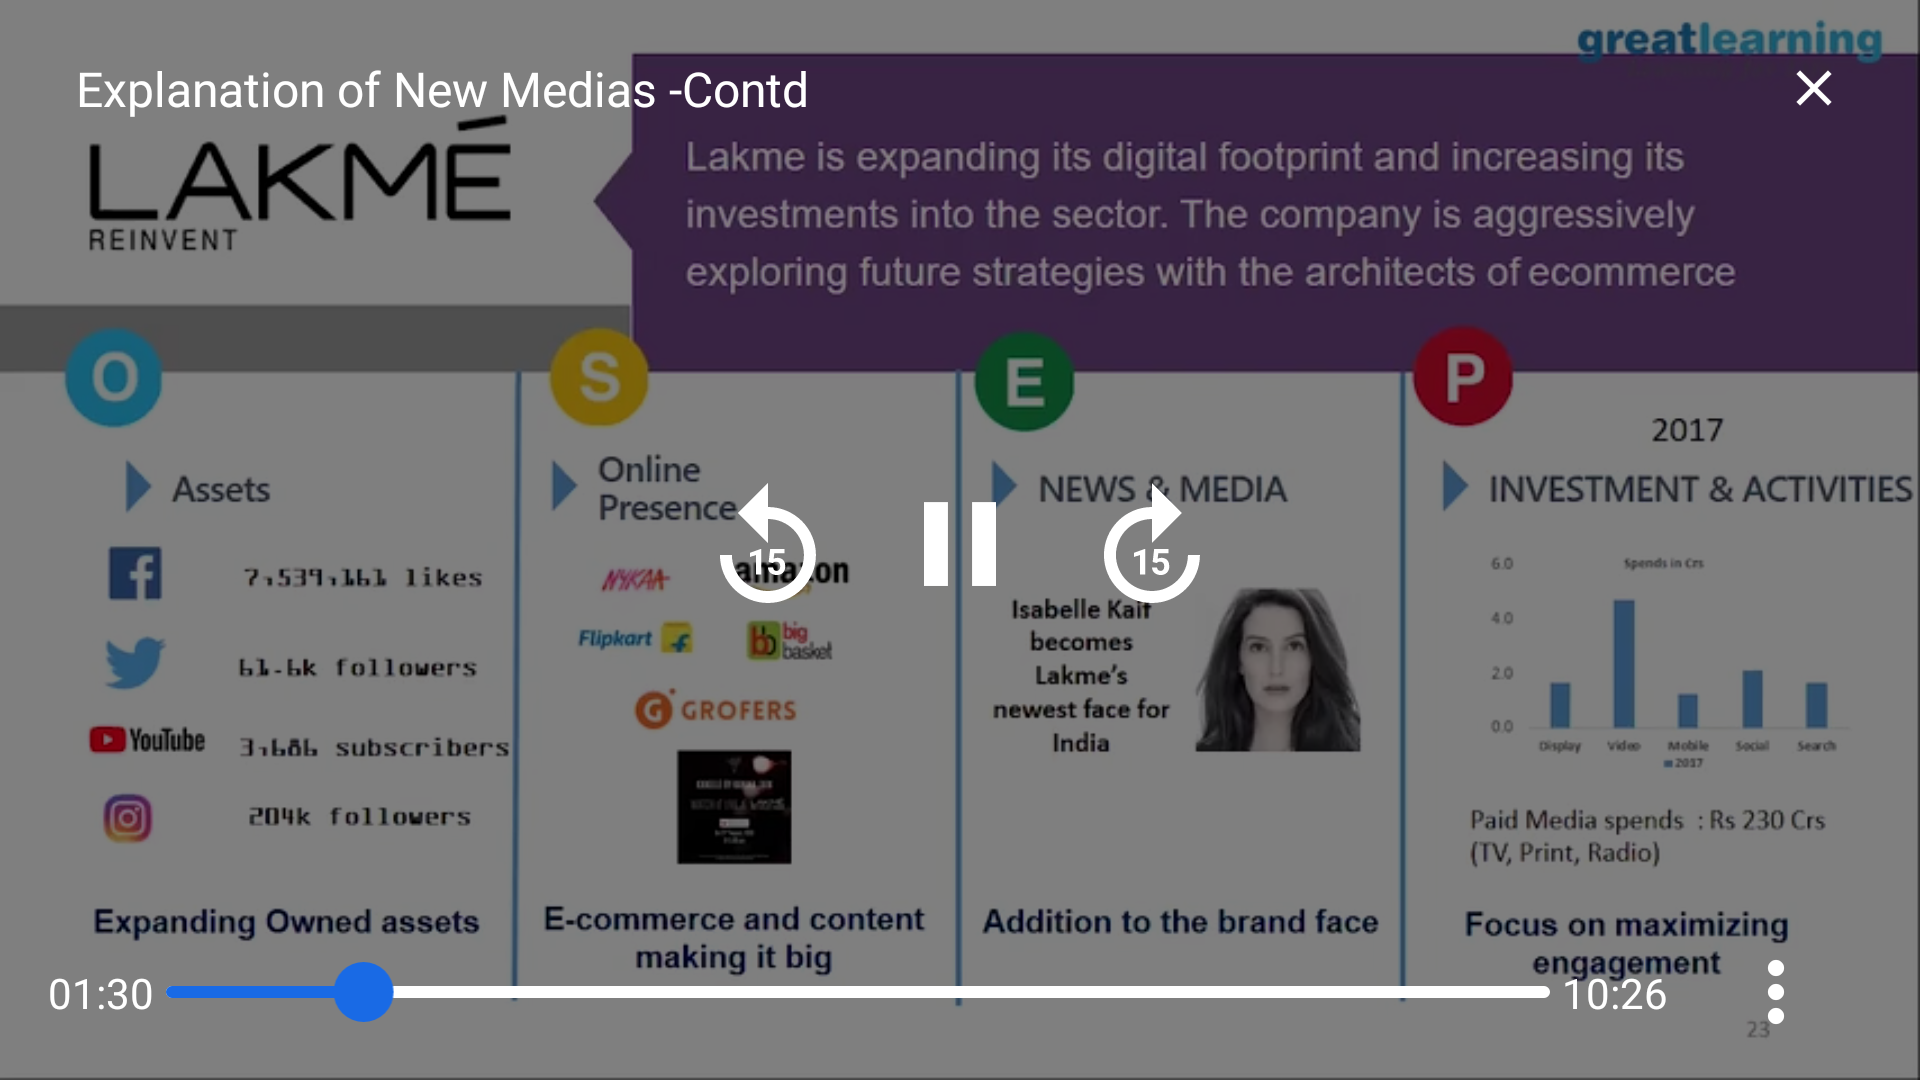 greatlearning
Explanation of New Medias -Contd
LAKMÉ
REINVENT
Lakme is expanding its digital footprint and increasing its
investments into the sector. The company is aggressively
exploring future strategies with the architects of ecommerce
O
Assets
7,539,161 likes
61.6k followers
YouTube
3,686 subscribers
204k followers
Expanding Owned assets
S
Online
Presence
NYKAA
amazon
Flipkart
big
basket
GROFERS
E-commerce and content
making it big
E
NEWS & MEDIA
Isabelle Kaif
becomes
Lakme's
newest face for
India
Addition to the brand face
P
2017
INVESTMENT & ACTIVITIES
Spends in Crs
6.0
4.0
2.0
0.0
Display Video Mobile Social Search
2017
Paid Media spends : Rs 230 Crs
(TV, Print, Radio)
Focus on maximizing
engagement
15
15
01:30
10:26
23